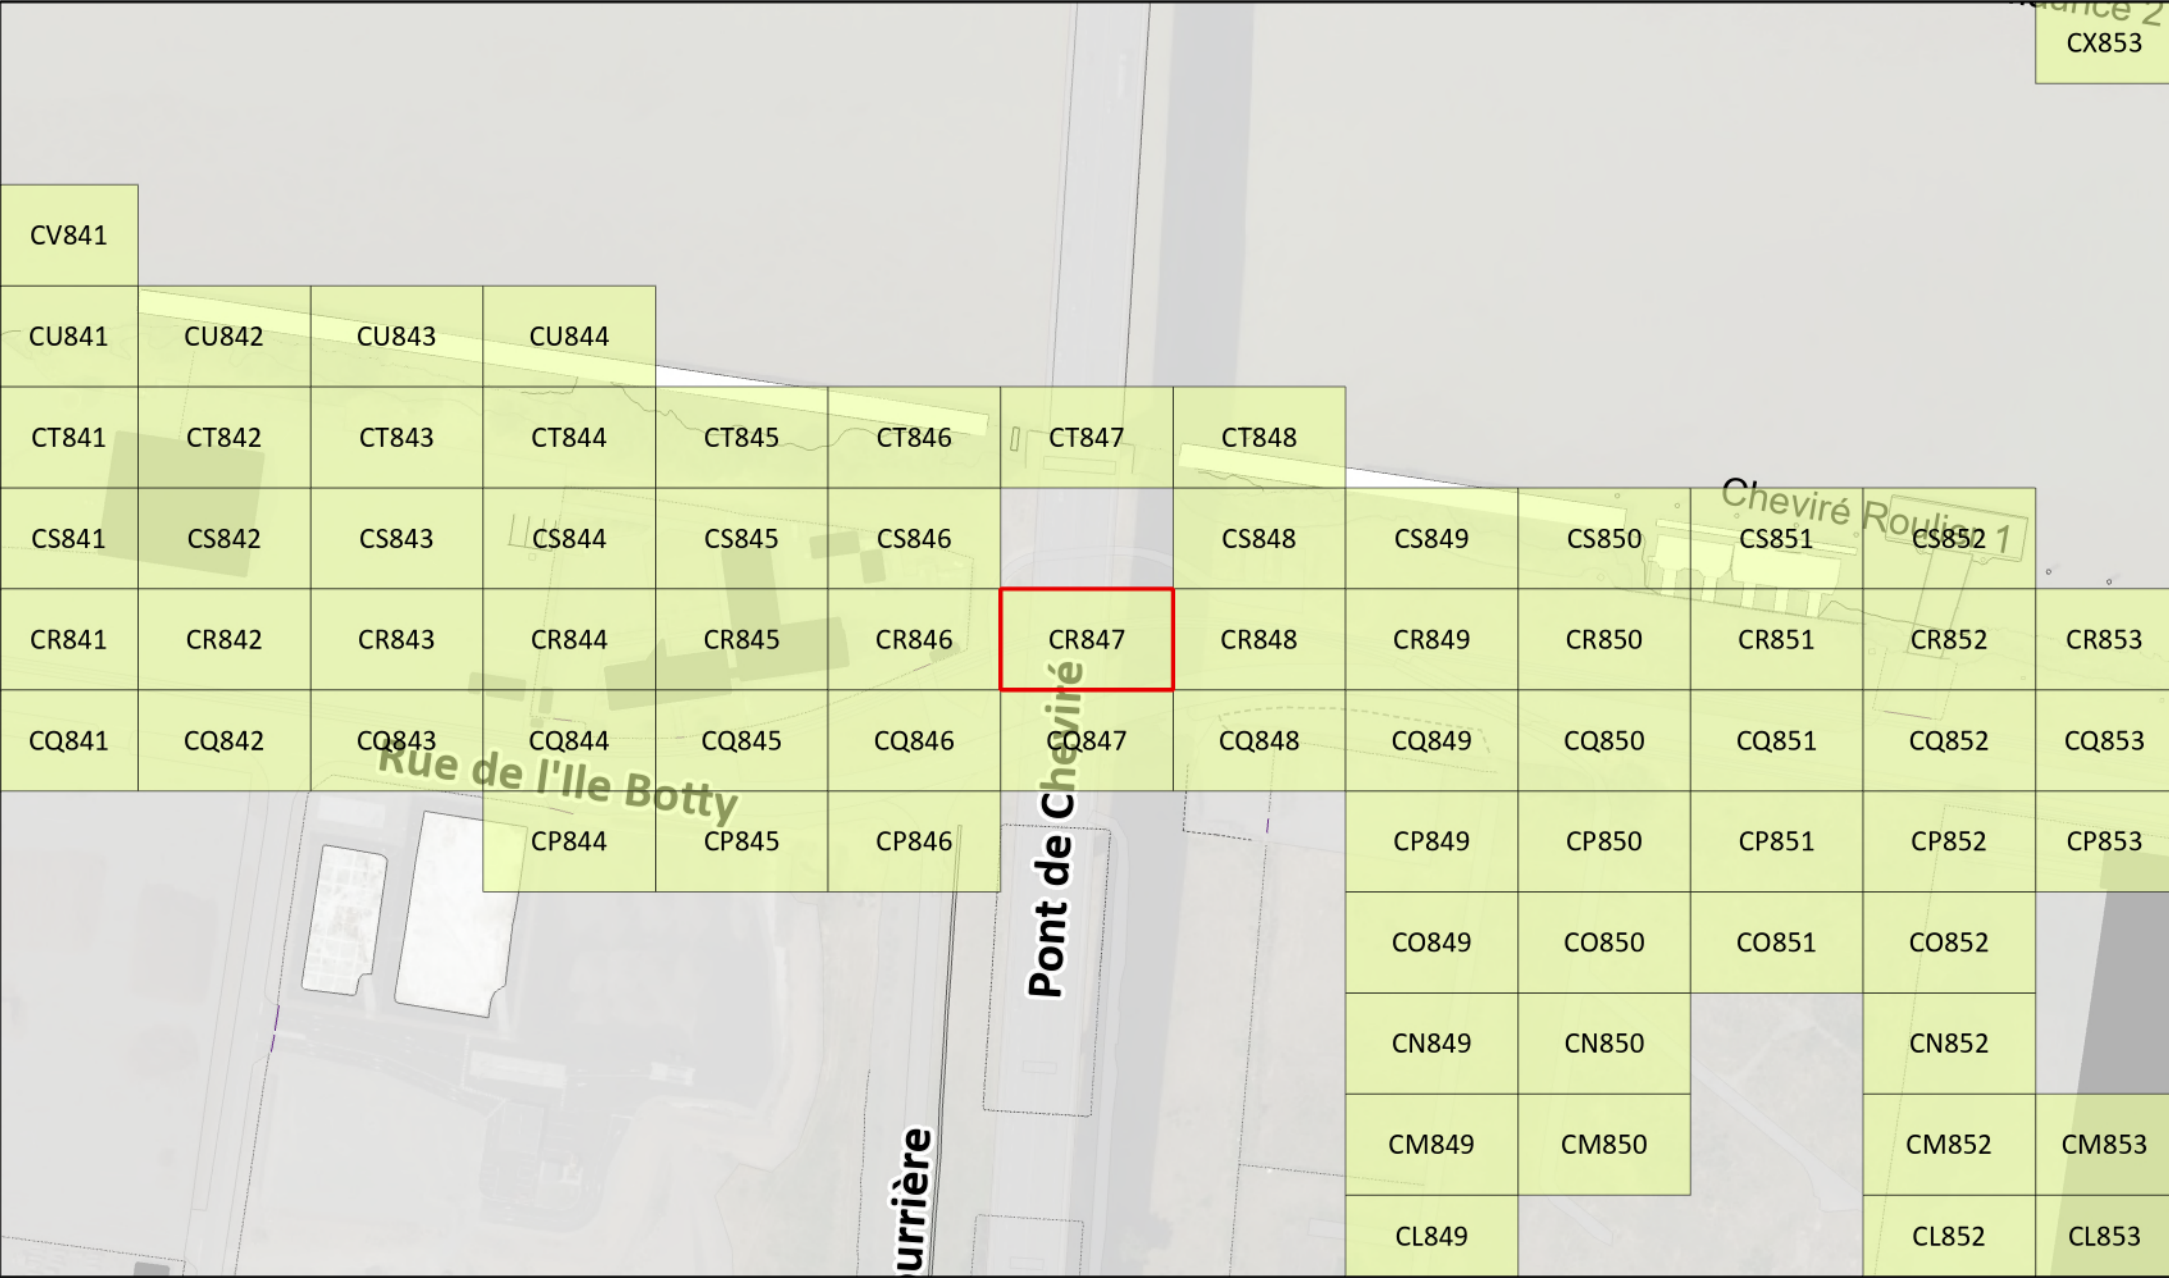 CX853
CV841
CU841 CU842 CU843 CU844
CT841 CT842 CT843 CT844 CT845 CT846 CT847 CT848
Cheviré Roulier 1
CS841 CS842 CS843 CS844 CS845 CS846 CS848 CS849 CS850 CS851 CS852
CR841 CR842 CR843 CR844 CR845 CR846 CR847 CR848 CR849 CR850 CR851 CR852 CR853
CQ841 CQ842 CQ843 CQ844 CQ845 CQ846 CQ847 CQ848 CQ849 CQ850 CQ851 CQ852 CQ853
Rue de l'Ile Botty
CP844 CP845 CP846 CP849 CP850 CP851 CP852 CP853
Pont de Cheviré
CO849 CO850 CO851 CO852
CN849 CN850 CN852
CM849 CM850 CM852 CM853
urrière
CL849 CL852 CL853